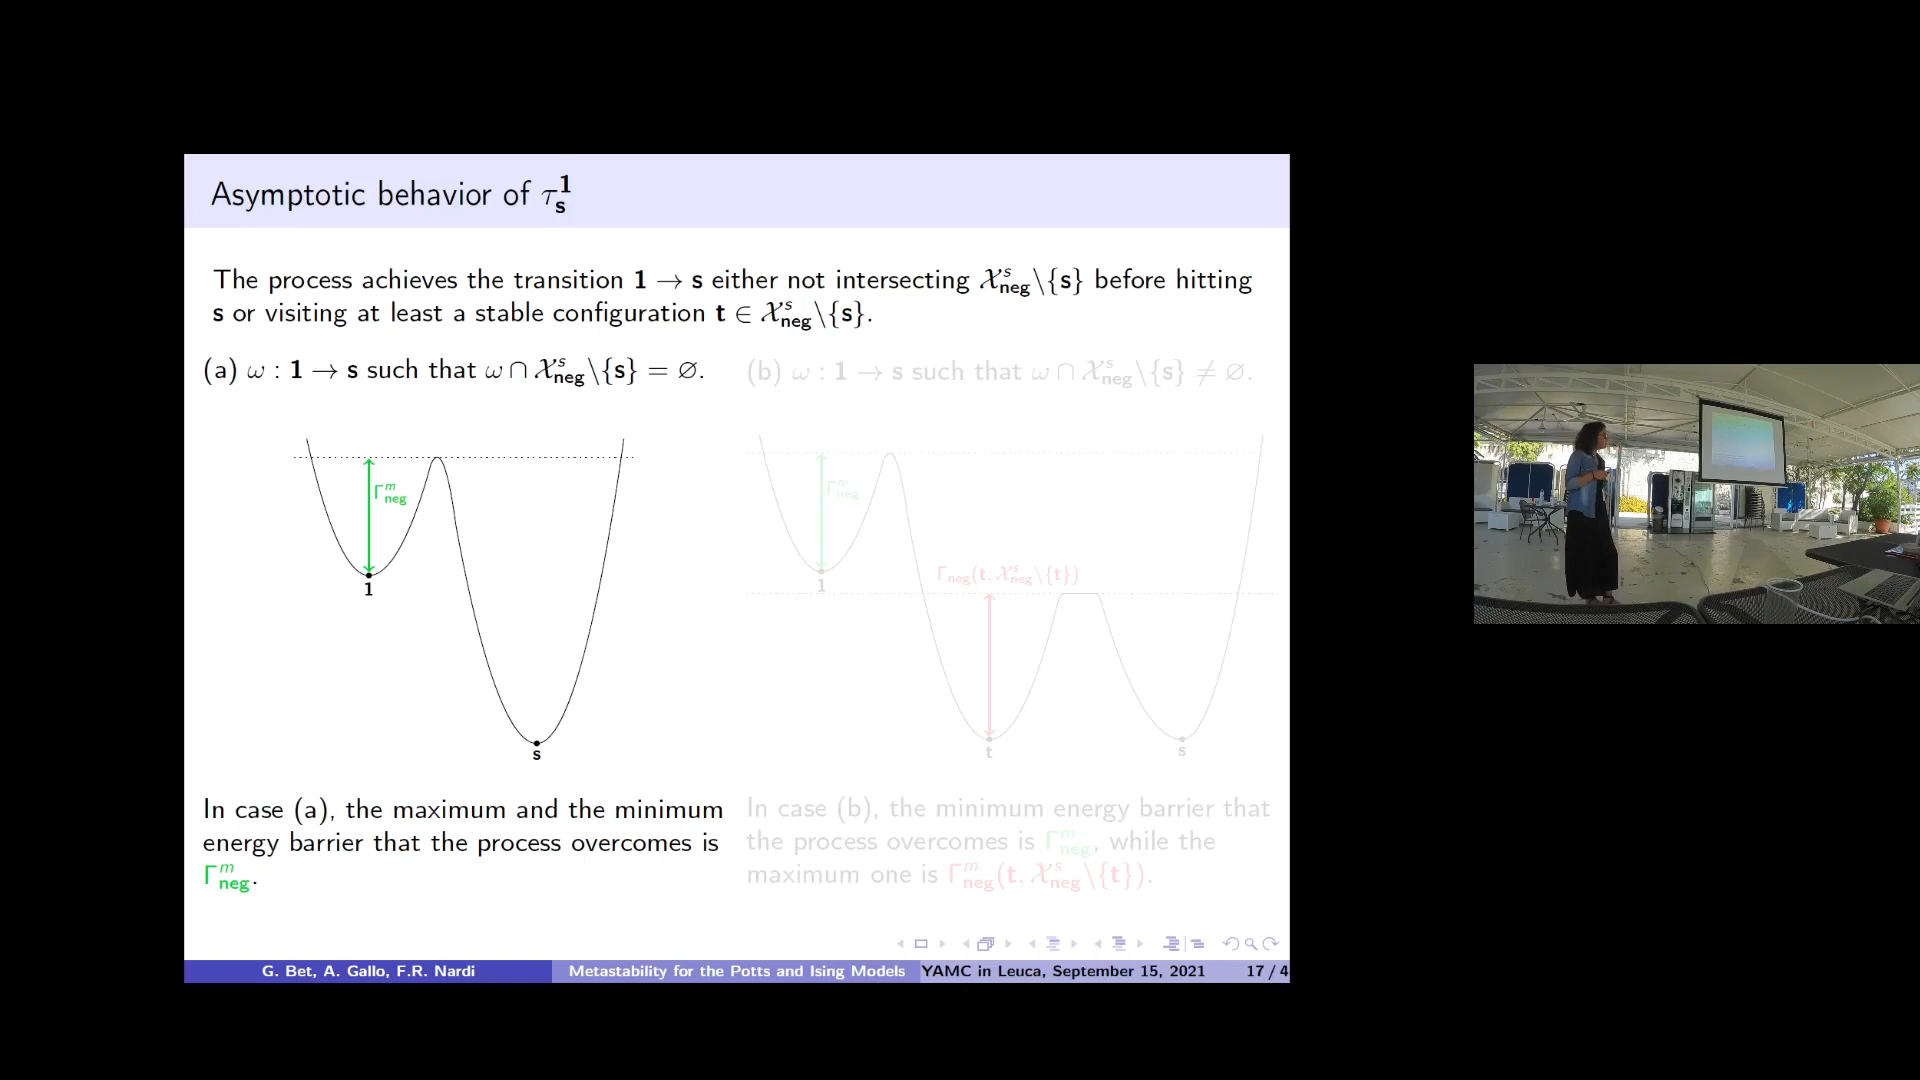 Asymptotic behavior of τ_s^1
The process achieves the transition 1 → s either not intersecting X_neg^s\{s} before hitting
s or visiting at least a stable configuration t ∈ X_neg^s\{s}.
(a) ω : 1 → s such that ω ∩ X_neg^s\{s} = ∅.
Γ_neg^m
1
s
In case (a), the maximum and the minimum
energy barrier that the process overcomes is
Γ_neg^m.
(b) ω : 1 → s such that ω ∩ X_neg^s\{s} ≠ ∅.
Γ_neg^m
1
Γ_neg(t, X_neg^s\{t})
t
s
In case (b), the minimum energy barrier that
the process overcomes is Γ_neg^m, while the
maximum one is Γ_neg^m(t, X_neg^s\{t}).
G. Bet, A. Gallo, F.R. Nardi
Metastability for the Potts and Ising Models
YAMC in Leuca, September 15, 2021
17 / 4